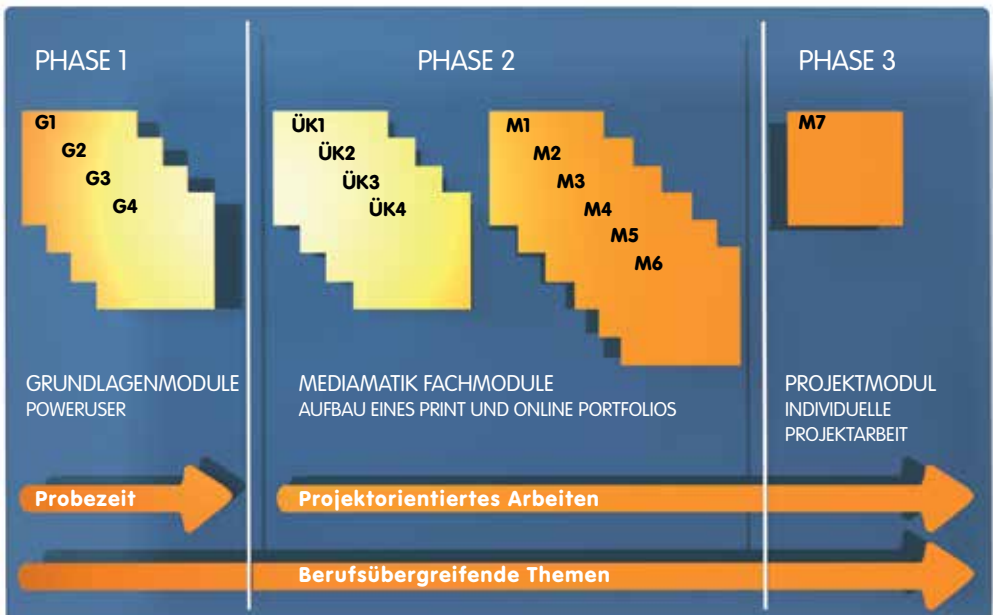 PHASE 1
PHASE 2
PHASE 3
G1
G2
G3
G4
ÜK1
ÜK2
ÜK3
ÜK4
M1
M2
M3
M4
M5
M6
M7
GRUNDLAGENMODULE
POWERUSER
MEDIAMATIK FACHMODULE
AUFBAU EINES PRINT UND ONLINE PORTFOLIOS
PROJEKTMODUL
INDIVIDUELLE
PROJEKTARBEIT
Probezeit
Projektorientiertes Arbeiten
Berufsübergreifende Themen